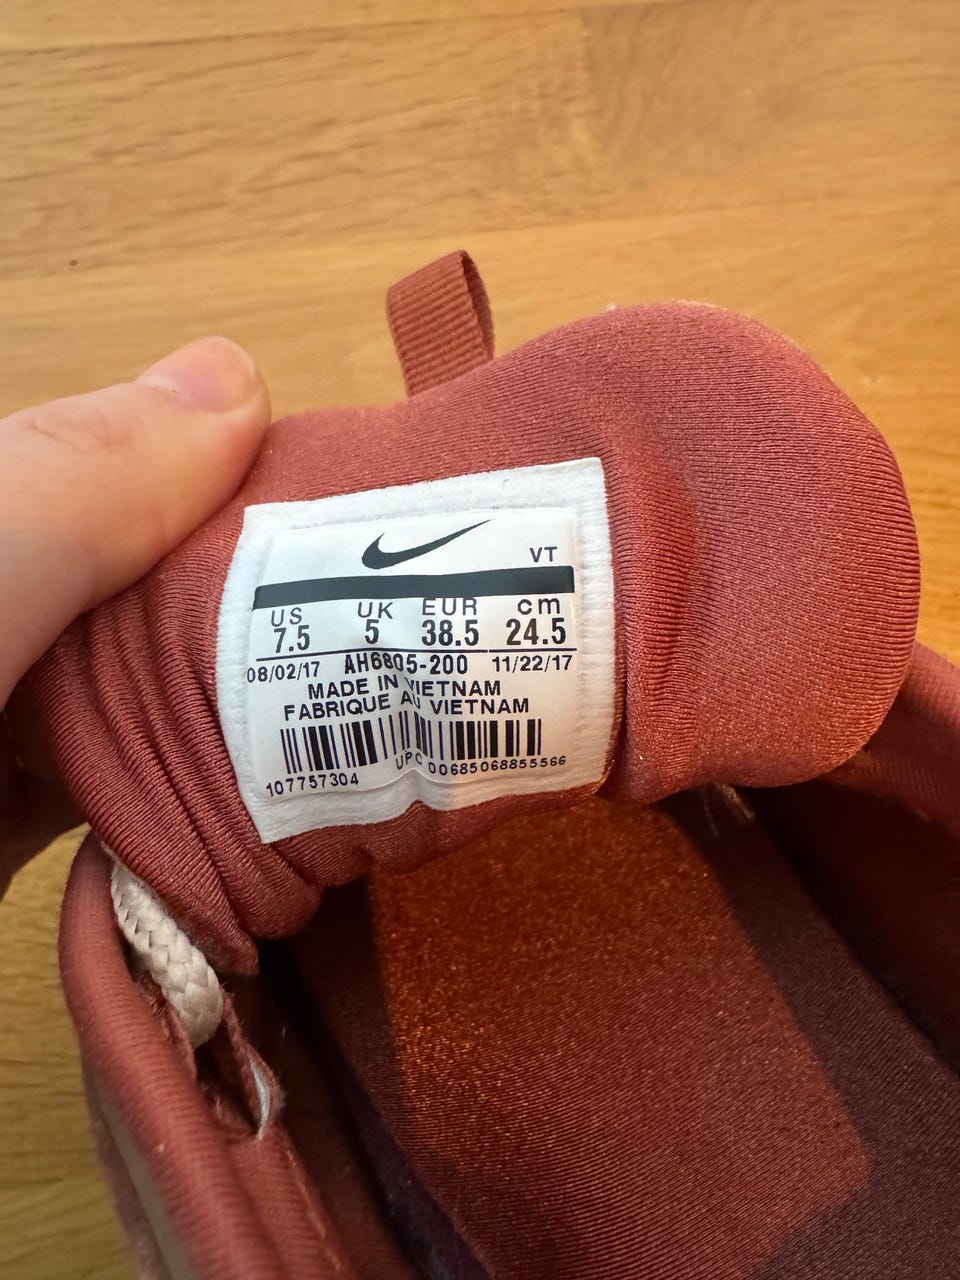 VT
US UK EUR cm
7.5 5 38.5 24.5
08/02/17 AH6805-200 11/22/17
MADE IN VIETNAM
FABRIQUE AU VIETNAM
107757304 UPC 00685068855566